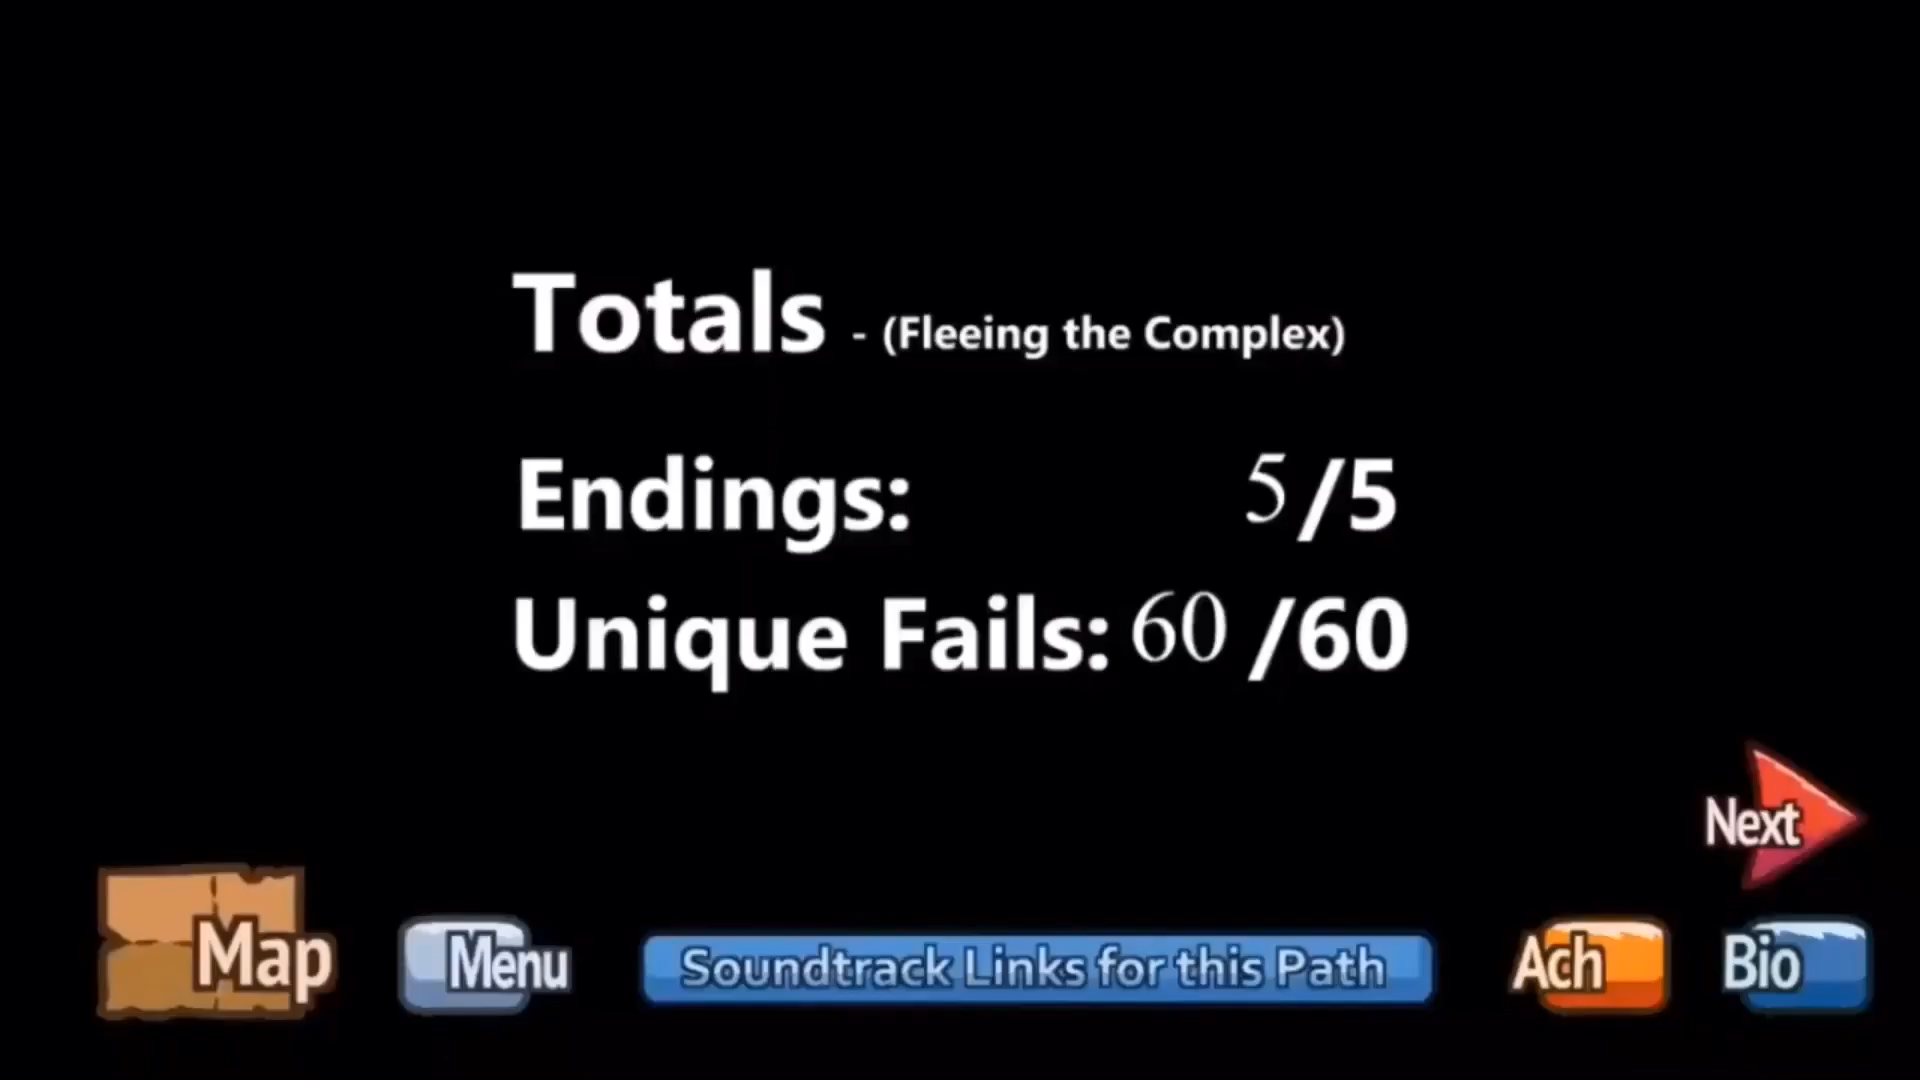 Totals - (Fleeing the Complex)
Endings: 5/5
Unique Fails: 60/60
Next
Map
Menu
Soundtrack Links for this Path
Ach
Bio